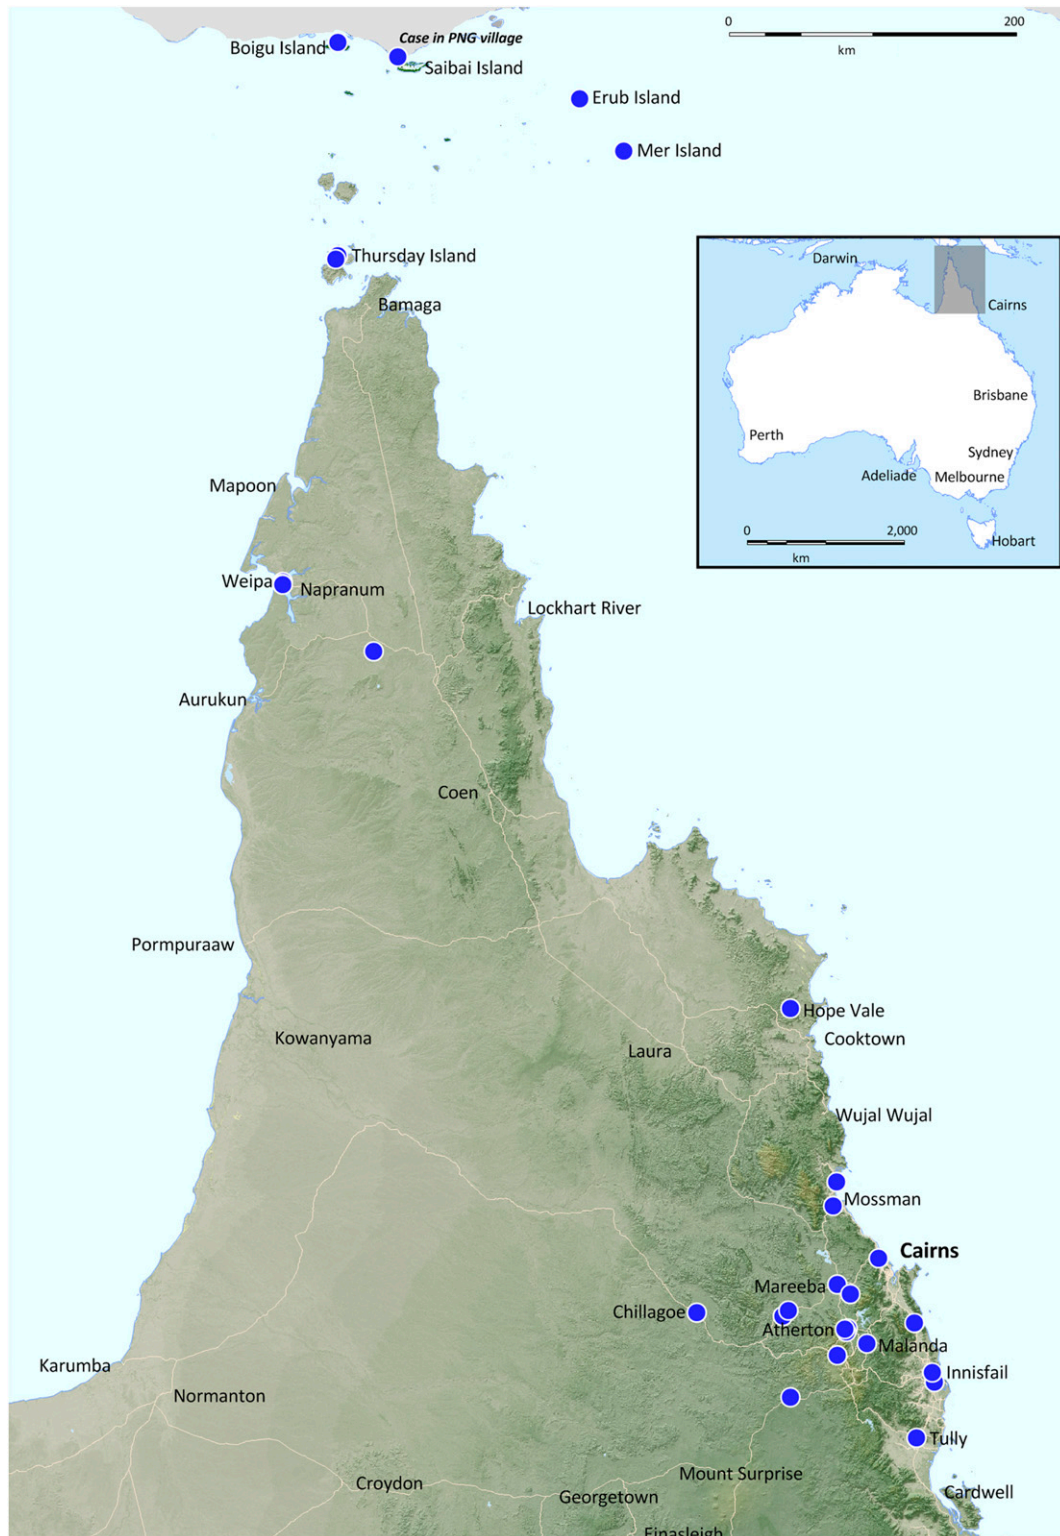 0 200
km
Case in PNG village
Boigu Island
Saibai Island
Erub Island
Mer Island
Thursday Island
Bamaga
Darwin
Cairns
Brisbane
Perth
Sydney
Adeliade
Melbourne
0 2,000
km
Hobart
Mapoon
Weipa
Napranum
Lockhart River
Aurukun
Coen
Pormpuraaw
Hope Vale
Kowanyama
Cooktown
Laura
Wujal Wujal
Mossman
Cairns
Mareeba
Chillagoe
Atherton
Malanda
Karumba
Innisfail
Normanton
Tully
Mount Surprise
Croydon
Cardwell
Georgetown
Einasleigh